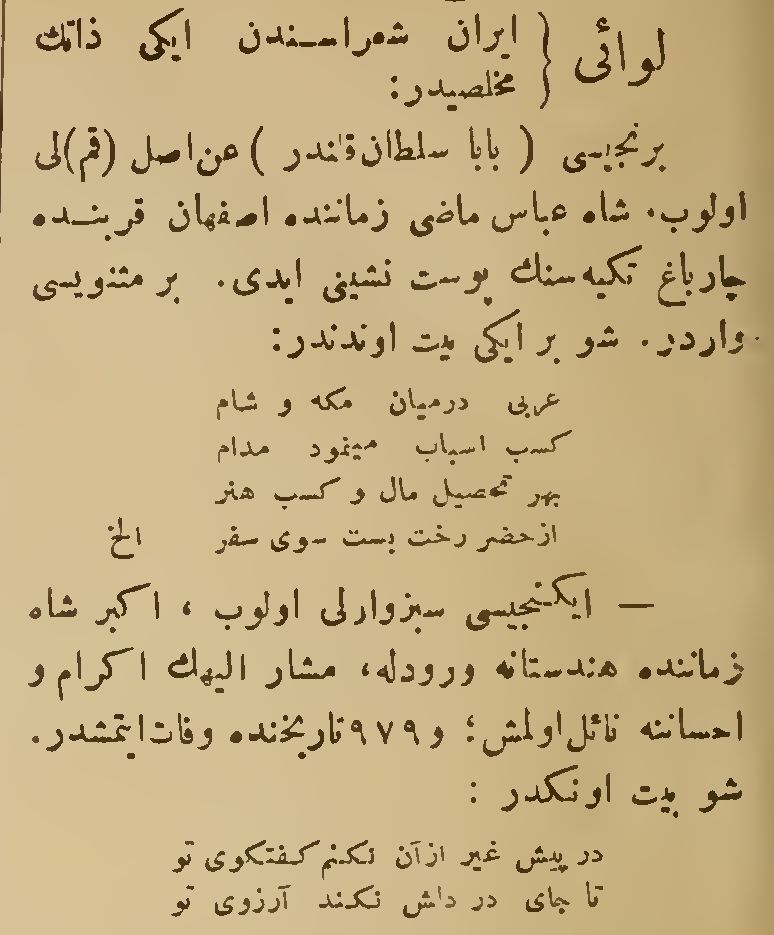 لوائی { ایران شعراسـندن ایکی ذاتك
مخلصیدر:
برنجیسی ( بابا سلطان قلندر ) عن‌اصل (قم)لی
اولوب، شاه عباس ماضی زماننده اصفهان قربنـده
چارباغ تکیه‌سنك پوست نشینی ایدی. بر مثنویسی
واردر. شو بر ایکی بیت اوندندر:
عربی درمیان مکه و شام
کسب اسباب مینمود مدام
بهر تحصیل مال و کسب هنر
ازحضر رخت بست سوی سفر الخ
— ایکنجیسی سبزوارلی اولوب ، اکبر شاه
زماننده هندستانه ورودله، مشار الیهك اکرام و
احساننه نائل‌اولمش؛ و ۹۷۹ تاریخنده وفات‌ایتمشدر.
شو بیت اونکدر :
در پیش غیر ازآن نکنم کفتکوی تو
تا جای در داش نکند آرزوی تو